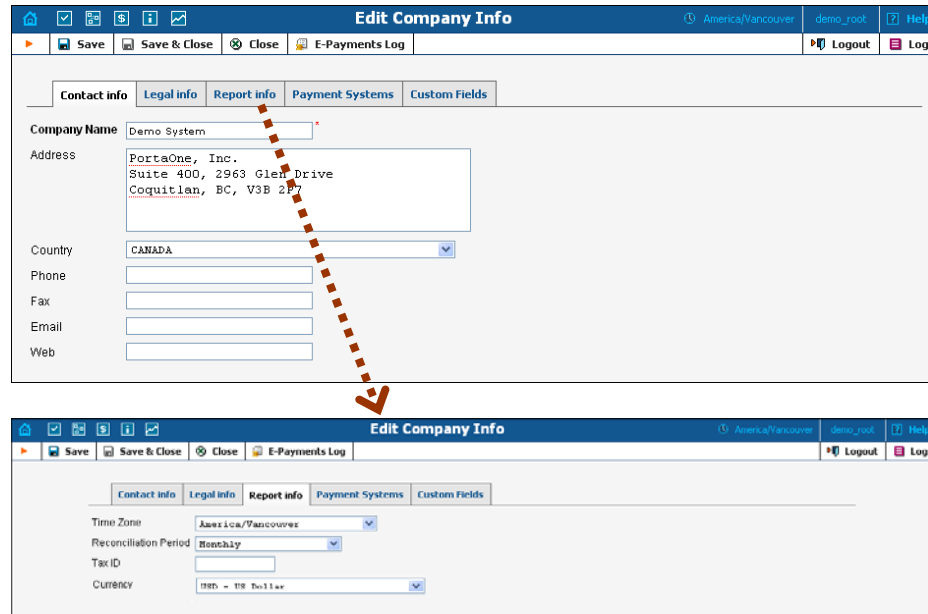 Edit Company Info
America/Vancouver
demo_root
? Help
Save
Save & Close
Close
E-Payments Log
Logout
Log
Contact info
Legal info
Report info
Payment Systems
Custom Fields
Company Name
Demo System
*
Address
PortaOne, Inc.
Suite 400, 2963 Glen Drive
Coquitlan, BC, V3B 2P7
Country
CANADA
Phone
Fax
Email
Web
Edit Company Info
America/Vancouver
demo_root
? Help
Save
Save & Close
Close
E-Payments Log
Logout
Log
Contact info
Legal info
Report info
Payment Systems
Custom Fields
Time Zone
America/Vancouver
Reconciliation Period
Monthly
Tax ID
Currency
USD - US Dollar